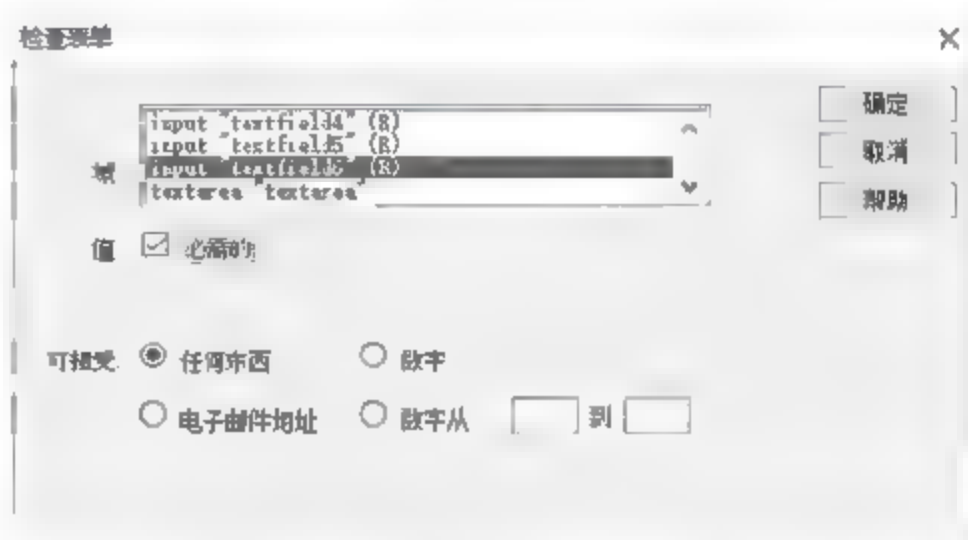 检查表单
input "textfield4" (R)
input "textfield5" (R)
input "textfield6" (R)
textarea "textarea"
域
值 必需的
可接受: 任何东西 数字
电子邮件地址 数字从 到
确定
取消
帮助